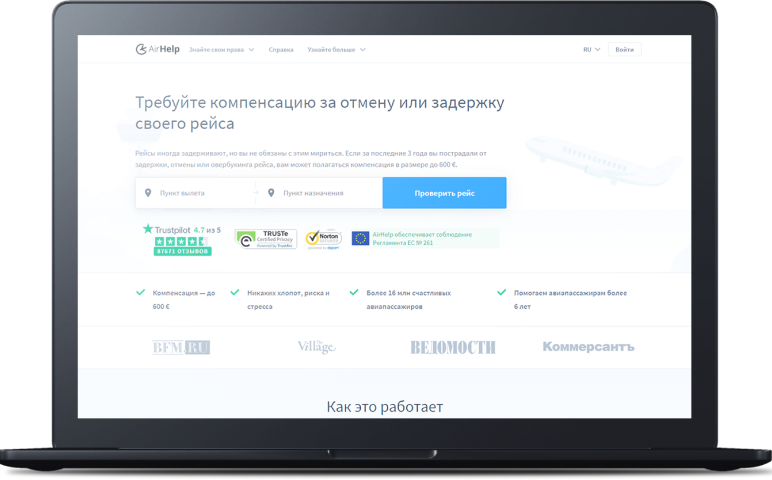 AirHelp Знайте свои права Справка Узнайте больше RU Войти
Требуйте компенсацию за отмену или задержку
своего рейса
Рейсы иногда задерживают, но вы не обязаны с этим мириться. Если за последние 3 года вы пострадали от
задержки, отмены или овербукинга рейса, вам может полагаться компенсация в размере до 600 €.
Пункт вылета Пункт назначения Проверить рейс
Trustpilot 4.7 из 5
87671 ОТЗЫВОВ
TRUSTe
Certified Privacy
Powered by TrustArc
Norton
AirHelp обеспечивает соблюдение
Регламента ЕС № 261
Компенсация — до
600 €
Никаких хлопот, риска и
стресса
Более 16 млн счастливых
авиапассажиров
Помогаем авиапассажирам более
6 лет
BFM.RU The Village ВЕДОМОСТИ Коммерсантъ
Как это работает